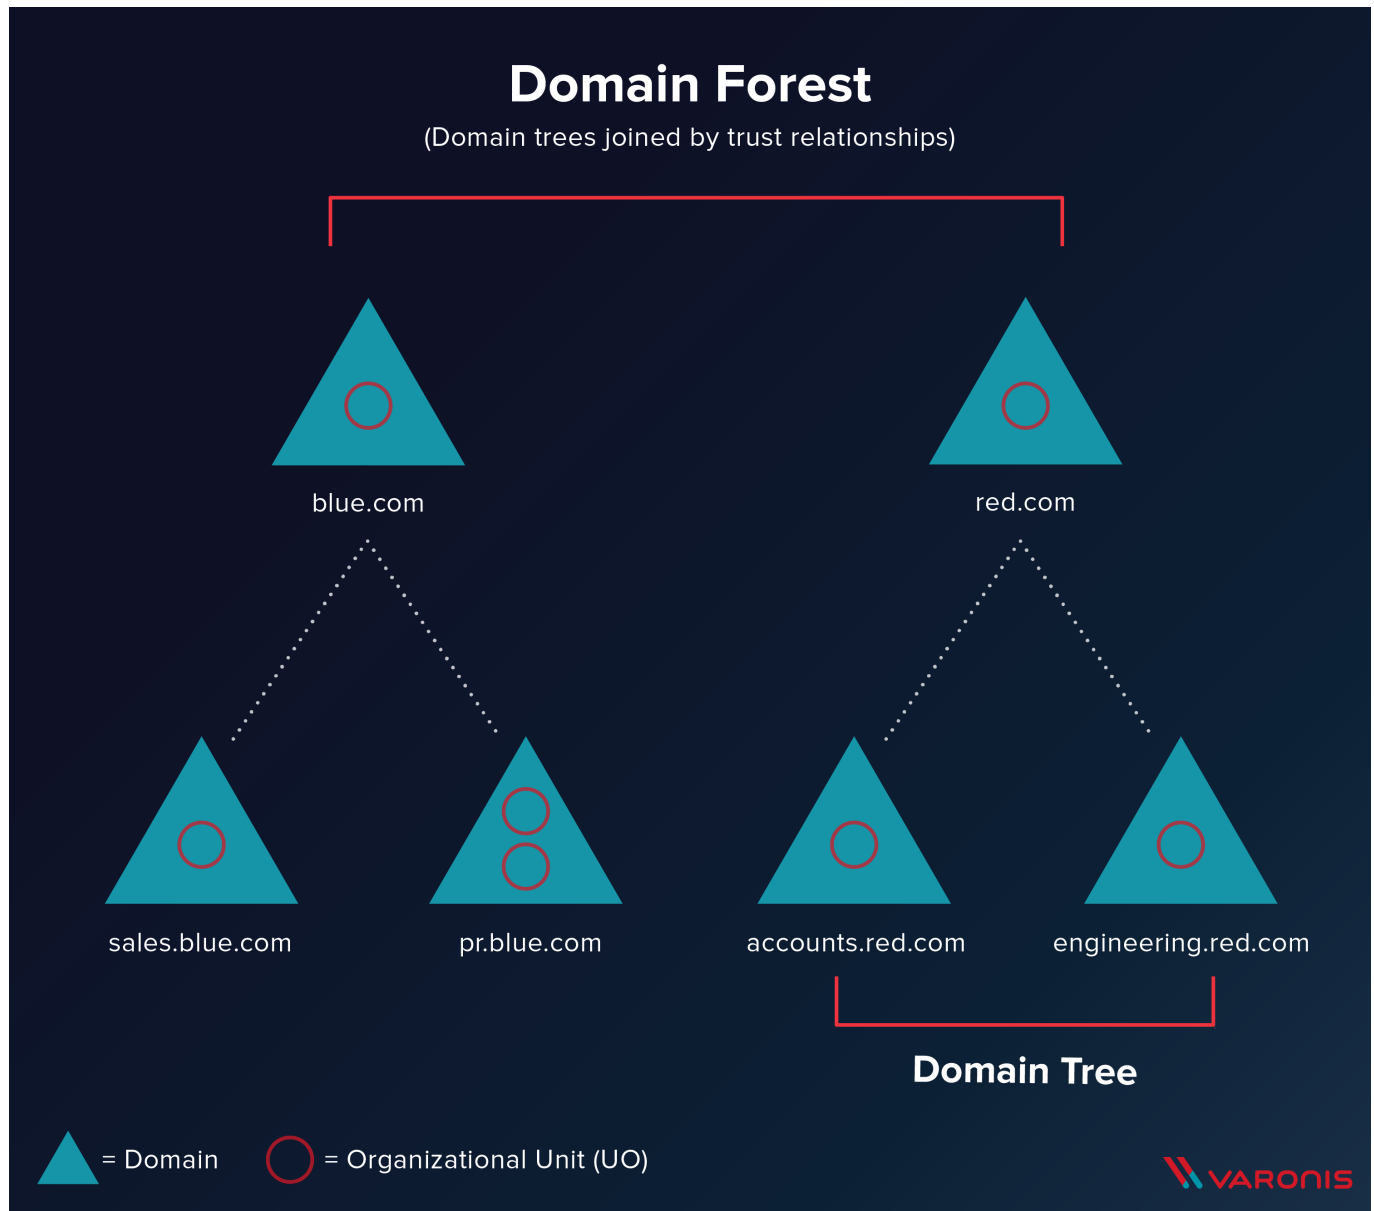 Domain Forest
(Domain trees joined by trust relationships)
blue.com
red.com
sales.blue.com
pr.blue.com
accounts.red.com
engineering.red.com
Domain Tree
= Domain
= Organizational Unit (UO)
VARONIS